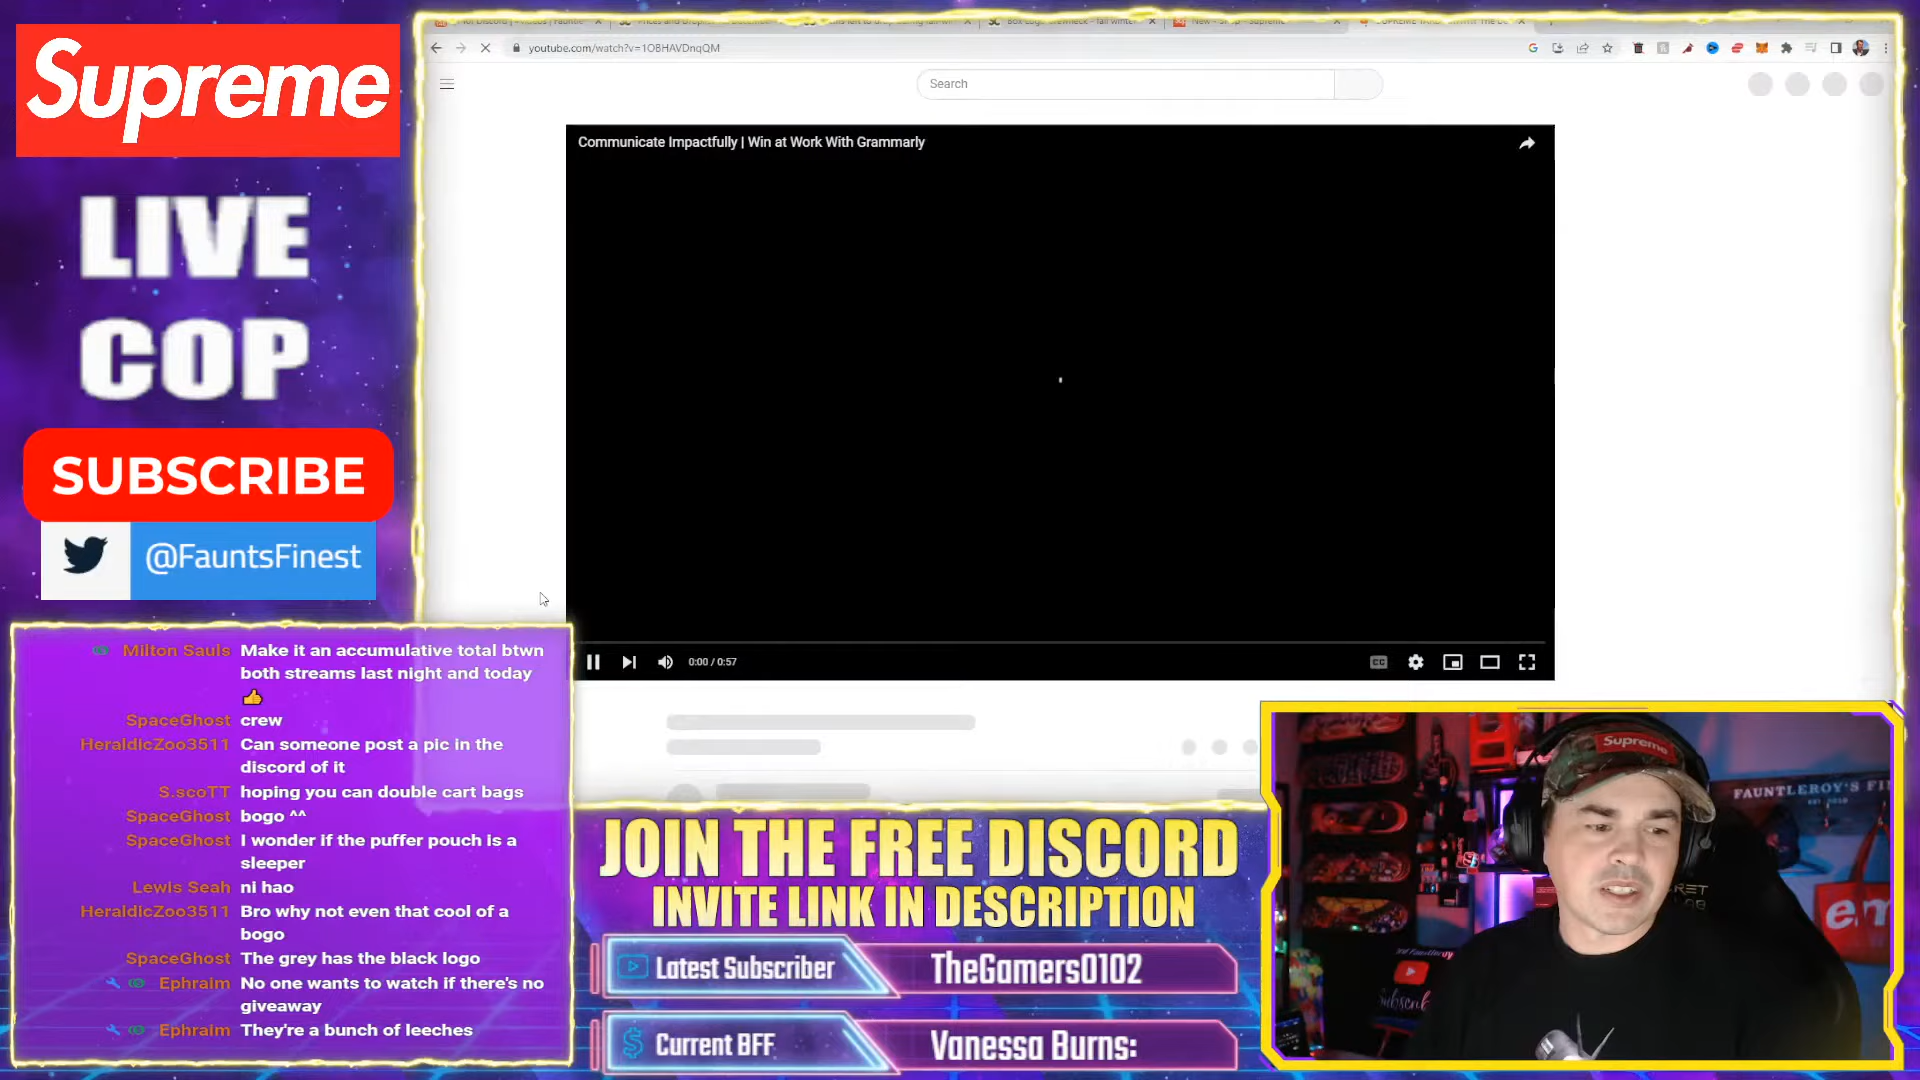 Supreme
LIVE
COP
SUBSCRIBE
@FauntsFinest
youtube.com/watch?v=1OBHAVDnqQM
Search
Communicate Impactfully | Win at Work With Grammarly
0:00 / 0:57
CC
Milton Sauls Make it an accumulative total btwn
both streams last night and today
👍
SpaceGhost crew
HeraldicZoo3511 Can someone post a pic in the
discord of it
S.scoTT hoping you can double cart bags
SpaceGhost bogo ^^
SpaceGhost I wonder if the puffer pouch is a
sleeper
Lewis Seah ni hao
HeraldicZoo3511 Bro why not even that cool of a
bogo
SpaceGhost The grey has the black logo
Ephraim No one wants to watch if there's no
giveaway
Ephraim They're a bunch of leeches
JOIN THE FREE DISCORD
INVITE LINK IN DESCRIPTION
Latest Subscriber TheGamers0102
Current BFF Vanessa Burns:
Supreme
FAUNTLEROY'S FI